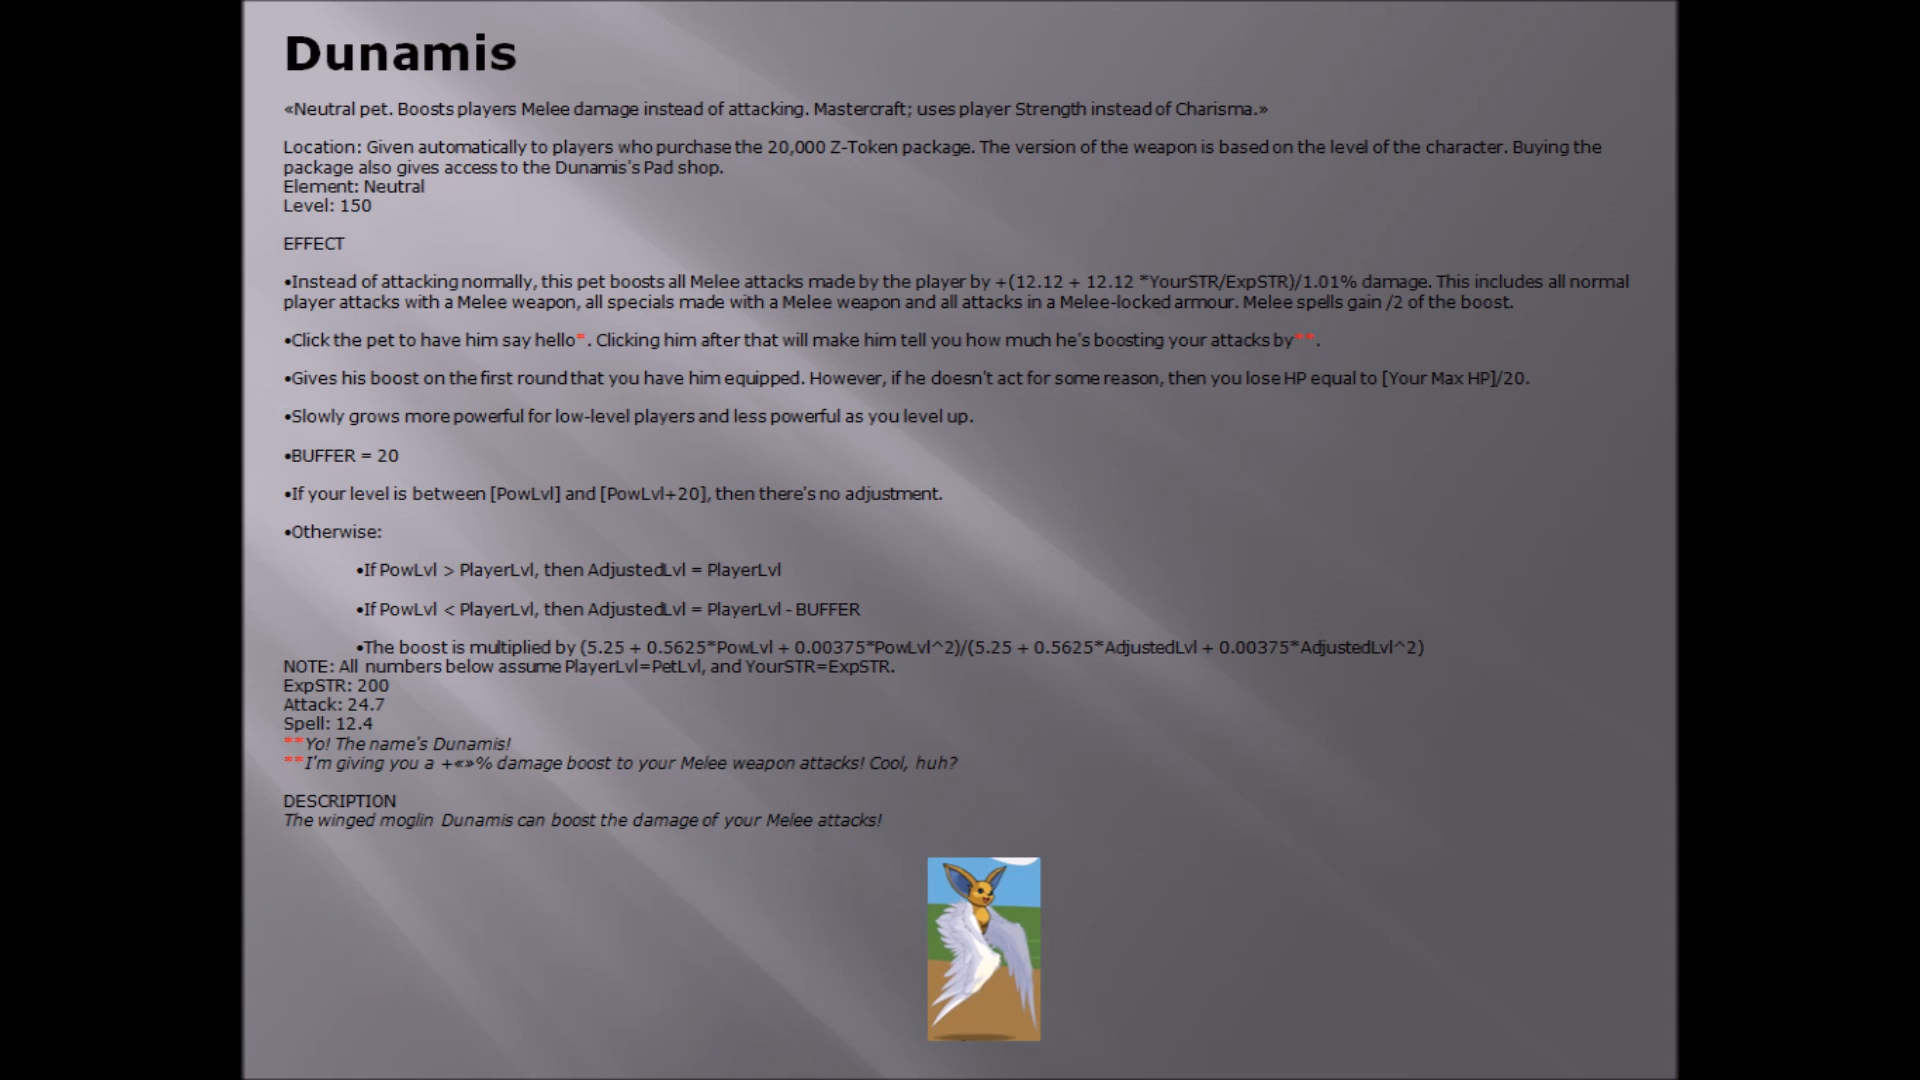 Dunamis
«Neutral pet. Boosts players Melee damage instead of attacking. Mastercraft; uses player Strength instead of Charisma.»
Location: Given automatically to players who purchase the 20,000 Z-Token package. The version of the weapon is based on the level of the character. Buying the
package also gives access to the Dunamis's Pad shop.
Element: Neutral
Level: 150
EFFECT
•Instead of attacking normally, this pet boosts all Melee attacks made by the player by +(12.12 + 12.12 *YourSTR/ExpSTR)/1.01% damage. This includes all normal
player attacks with a Melee weapon, all specials made with a Melee weapon and all attacks in a Melee-locked armour. Melee spells gain /2 of the boost.
•Click the pet to have him say hello*. Clicking him after that will make him tell you how much he's boosting your attacks by**.
•Gives his boost on the first round that you have him equipped. However, if he doesn't act for some reason, then you lose HP equal to [Your Max HP]/20.
•Slowly grows more powerful for low-level players and less powerful as you level up.
•BUFFER = 20
•If your level is between [PowLvl] and [PowLvl+20], then there's no adjustment.
•Otherwise:
•If PowLvl > PlayerLvl, then AdjustedLvl = PlayerLvl
•If PowLvl < PlayerLvl, then AdjustedLvl = PlayerLvl - BUFFER
•The boost is multiplied by (5.25 + 0.5625*PowLvl + 0.00375*PowLvl^2)/(5.25 + 0.5625*AdjustedLvl + 0.00375*AdjustedLvl^2)
NOTE: All numbers below assume PlayerLvl=PetLvl, and YourSTR=ExpSTR.
ExpSTR: 200
Attack: 24.7
Spell: 12.4
**Yo! The name's Dunamis!
**I'm giving you a +«»% damage boost to your Melee weapon attacks! Cool, huh?
DESCRIPTION
The winged moglin Dunamis can boost the damage of your Melee attacks!